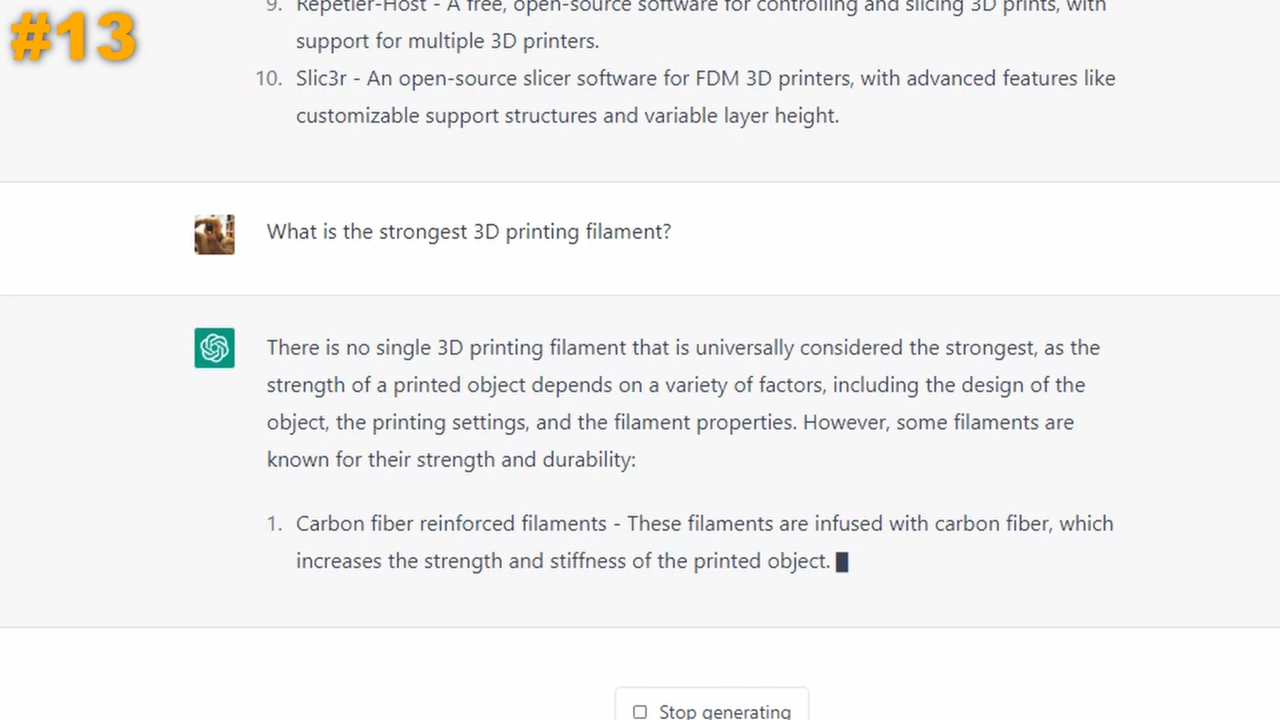 #13
9. Repetier-Host - A free, open-source software for controlling and slicing 3D prints, with
support for multiple 3D printers.
10. Slic3r - An open-source slicer software for FDM 3D printers, with advanced features like
customizable support structures and variable layer height.
What is the strongest 3D printing filament?
There is no single 3D printing filament that is universally considered the strongest, as the
strength of a printed object depends on a variety of factors, including the design of the
object, the printing settings, and the filament properties. However, some filaments are
known for their strength and durability:
1. Carbon fiber reinforced filaments - These filaments are infused with carbon fiber, which
increases the strength and stiffness of the printed object.
Stop generating